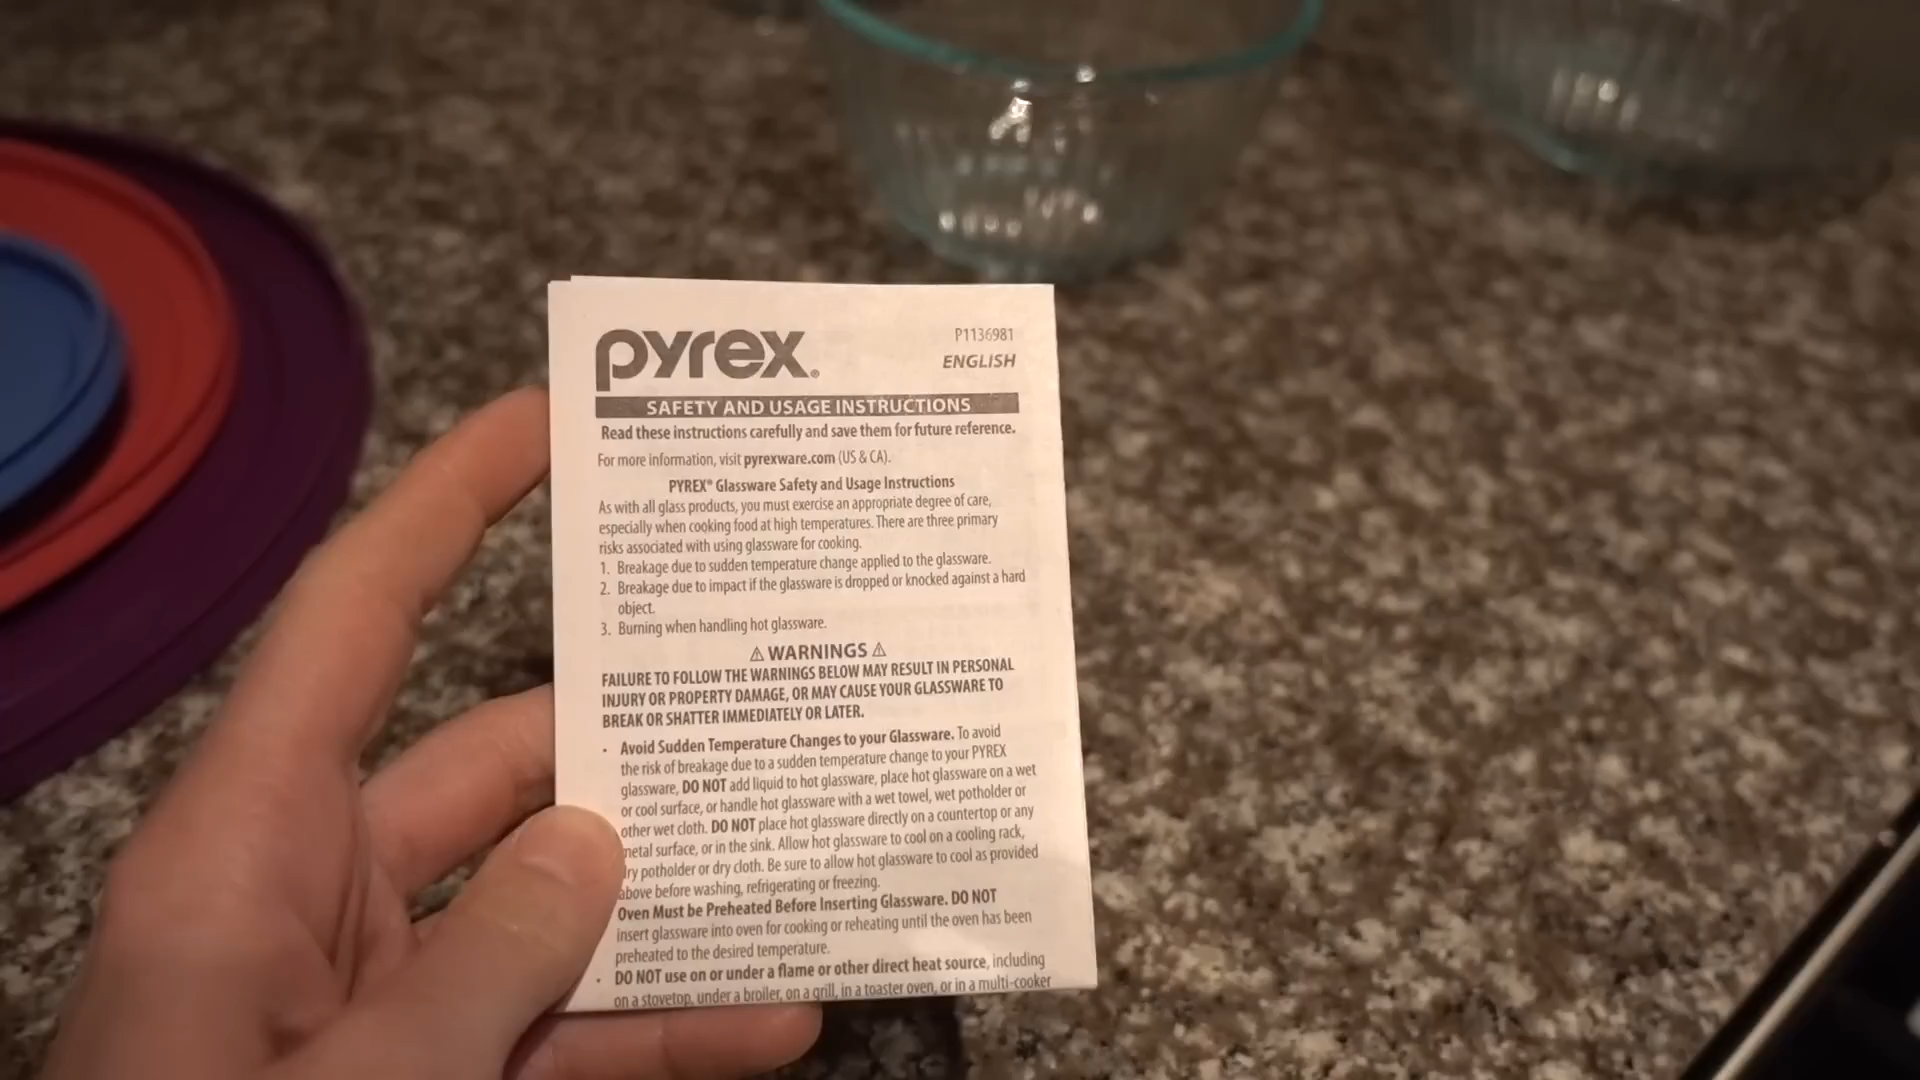 pyrex®
P1136981
ENGLISH
SAFETY AND USAGE INSTRUCTIONS
Read these instructions carefully and save them for future reference.
For more information, visit pyrexware.com (US & CA).
PYREX® Glassware Safety and Usage Instructions
As with all glass products, you must exercise an appropriate degree of care,
especially when cooking food at high temperatures. There are three primary
risks associated with using glassware for cooking.
1. Breakage due to sudden temperature change applied to the glassware.
2. Breakage due to impact if the glassware is dropped or knocked against a hard
object.
3. Burning when handling hot glassware.
⚠ WARNINGS ⚠
FAILURE TO FOLLOW THE WARNINGS BELOW MAY RESULT IN PERSONAL
INJURY OR PROPERTY DAMAGE, OR MAY CAUSE YOUR GLASSWARE TO
BREAK OR SHATTER IMMEDIATELY OR LATER.
• Avoid Sudden Temperature Changes to your Glassware. To avoid
the risk of breakage due to a sudden temperature change to your PYREX
glassware, DO NOT add liquid to hot glassware, place hot glassware on a wet
or cool surface, or handle hot glassware with a wet towel, wet potholder or
other wet cloth. DO NOT place hot glassware directly on a countertop or any
metal surface, or in the sink. Allow hot glassware to cool on a cooling rack,
dry potholder or dry cloth. Be sure to allow hot glassware to cool as provided
above before washing, refrigerating or freezing.
Oven Must be Preheated Before Inserting Glassware. DO NOT
insert glassware into oven for cooking or reheating until the oven has been
preheated to the desired temperature.
• DO NOT use on or under a flame or other direct heat source, including
on a stovetop, under a broiler, on a grill, in a toaster oven, or in a multi-cooker